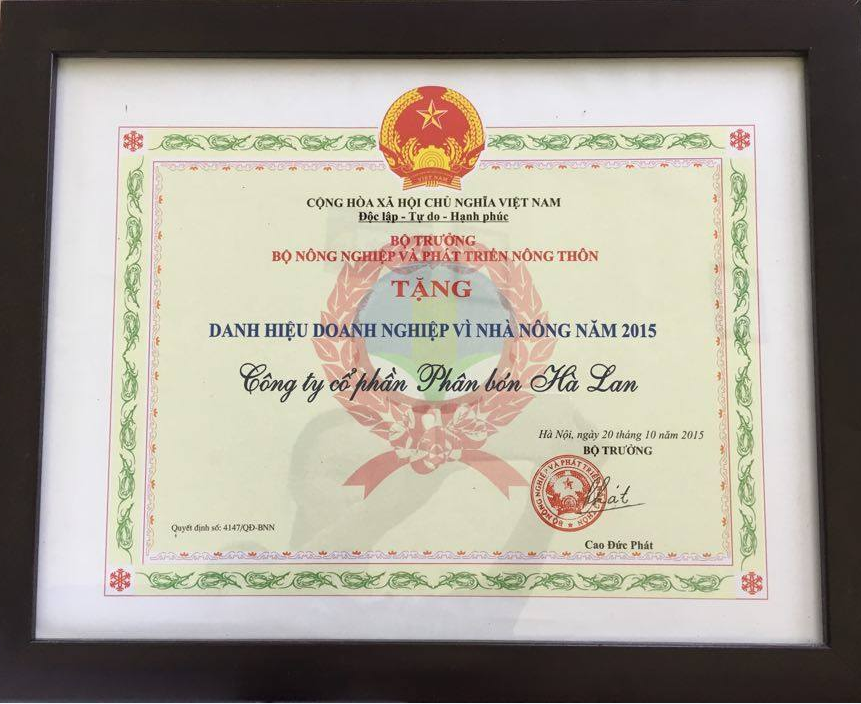 VIỆT NAM
CỘNG HÒA XÃ HỘI CHỦ NGHĨA VIỆT NAM
Độc lập - Tự do - Hạnh phúc
BỘ TRƯỞNG
BỘ NÔNG NGHIỆP VÀ PHÁT TRIỂN NÔNG THÔN
TẶNG
DANH HIỆU DOANH NGHIỆP VÌ NHÀ NÔNG NĂM 2015
Công ty cổ phần Phân bón Hà Lan
Hà Nội, ngày 20 tháng 10 năm 2015
BỘ TRƯỞNG
BỘ NÔNG NGHIỆP VÀ PHÁT TRIỂN
Phát
Quyết định số: 4147/QĐ-BNN
Cao Đức Phát